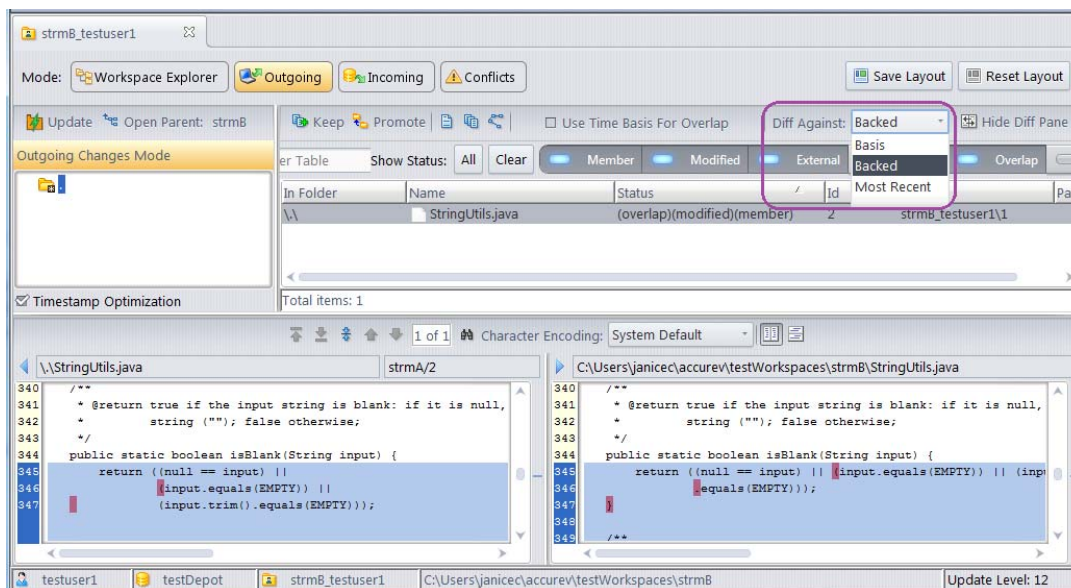 strmB_testuser1
Mode: Workspace Explorer Outgoing Incoming Conflicts Save Layout Reset Layout
Update Open Parent: strmB Keep Promote Use Time Basis For Overlap Diff Against: Backed Hide Diff Pane
Outgoing Changes Mode
er Table Show Status: All Clear Member Modified External Overlap
Basis
Backed
Most Recent
In Folder Name Status / Id Pa
\.\ StringUtils.java (overlap)(modified)(member) 2 strmB_testuser1\1
Timestamp Optimization
Total items: 1
1 of 1 Character Encoding: System Default
\.\StringUtils.java strmA/2
340 /**
341 * @return true if the input string is blank: if it is null,
342 * string (""); false otherwise;
343 */
344 public static boolean isBlank(String input) {
345 return ((null == input) ||
346 (input.equals(EMPTY)) ||
347 (input.trim().equals(EMPTY)));
C:\Users\janicec\accurev\testWorkspaces\strmB\StringUtils.java
340 /**
341 * @return true if the input string is blank: if it is null,
342 * string (""); false otherwise;
343 */
344 public static boolean isBlank(String input) {
345 return ((null == input) || (input.equals(EMPTY)) || (inp
346 .equals(EMPTY)));
347 }
348
349 /**
testuser1 testDepot strmB_testuser1 C:\Users\janicec\accurev\testWorkspaces\strmB Update Level: 12